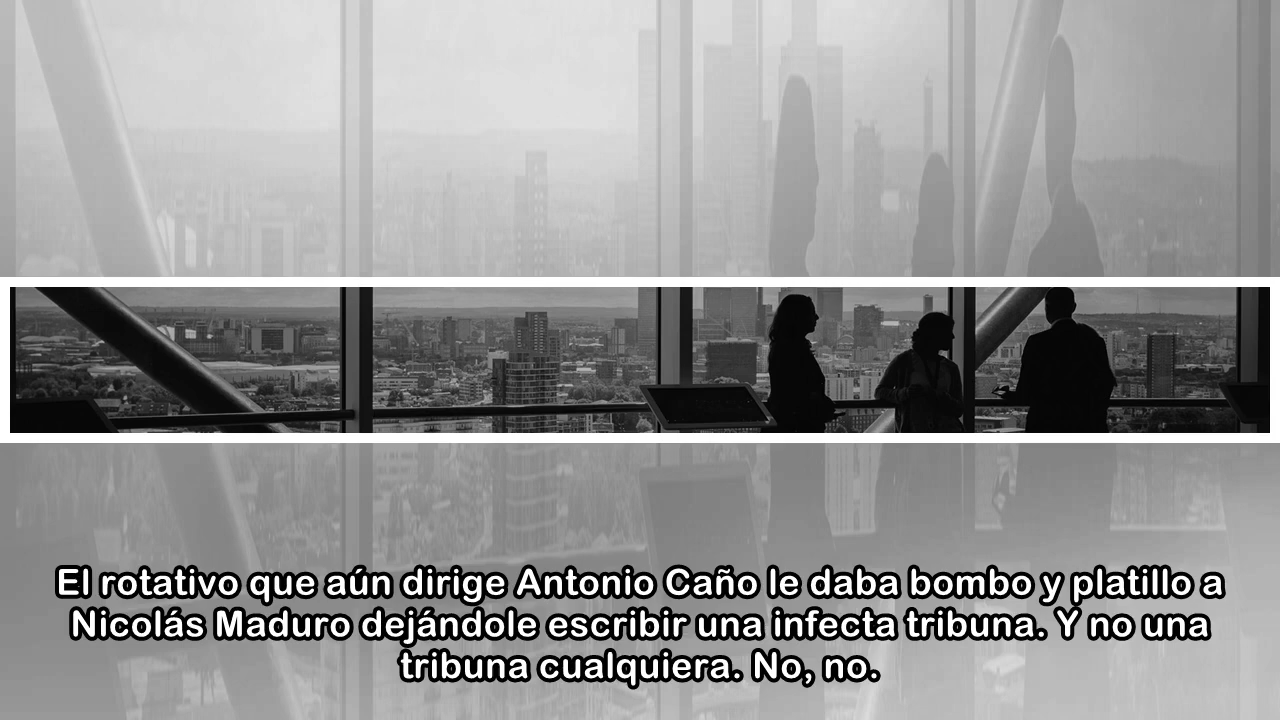 El rotativo que aún dirige Antonio Caño le daba bombo y platillo a
Nicolás Maduro dejándole escribir una infecta tribuna. Y no una
tribuna cualquiera. No, no.